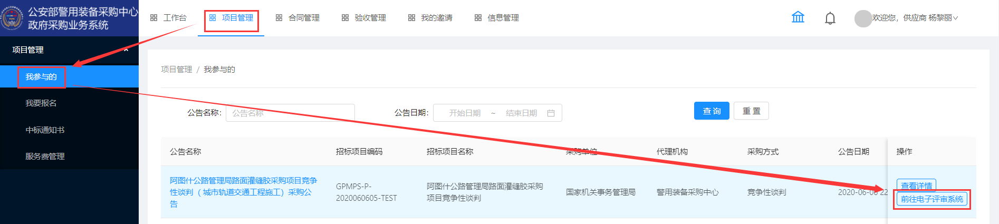 公安部警用装备采购中心
政府采购业务系统
工作台
项目管理
合同管理
验收管理
我的邀请
信息管理
欢迎您，供应商 杨黎丽
项目管理
我参与的
我要报名
中标通知书
服务费管理
项目管理 / 我参与的
公告名称：
公告名称
公告日期：
开始日期 ~ 结束日期
查 询
重 置
公告名称
招标项目编码
招标项目名称
采购单位
代理机构
采购方式
公告日期
操作
阿图什公路管理局路面灌缝胶采购项目竞争
性谈判（ 城市轨道交通工程施工）采购公
告
GPMPS-P-
2020060605-TEST
阿图什公路管理局路面灌缝胶采购
项目竞争性谈判
国家机关事务管理局
警用装备采购中心
竞争性谈判
2020-06-06 22
查看详情
前往电子评审系统